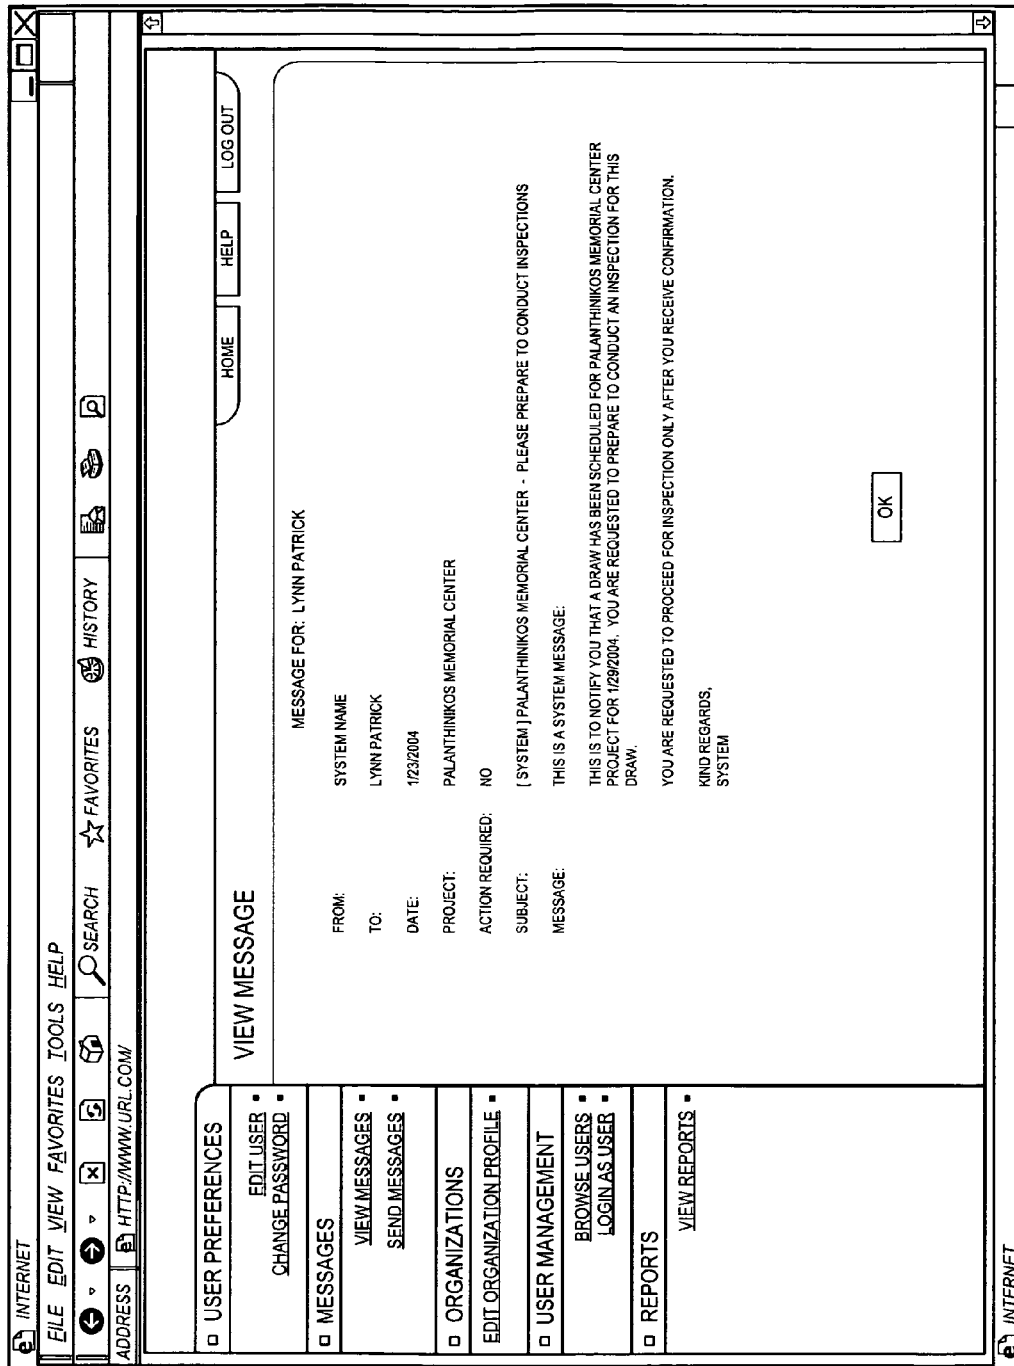 INTERNET
FILE EDIT VIEW FAVORITES TOOLS HELP
SEARCH FAVORITES HISTORY
ADDRESS HTTP://WWW.URL.COM/
HOME HELP LOG OUT
USER PREFERENCES
EDIT USER
CHANGE PASSWORD
MESSAGES
VIEW MESSAGES
SEND MESSAGES
ORGANIZATIONS
EDIT ORGANIZATION PROFILE
USER MANAGEMENT
BROWSE USERS
LOGIN AS USER
REPORTS
VIEW REPORTS
VIEW MESSAGE
MESSAGE FOR: LYNN PATRICK
FROM: SYSTEM NAME
TO: LYNN PATRICK
DATE: 1/23/2004
PROJECT: PALANTHINIKOS MEMORIAL CENTER
ACTION REQUIRED: NO
SUBJECT: [ SYSTEM ] PALANTHINIKOS MEMORIAL CENTER - PLEASE PREPARE TO CONDUCT INSPECTIONS
MESSAGE: THIS IS A SYSTEM MESSAGE:
THIS IS TO NOTIFY YOU THAT A DRAW HAS BEEN SCHEDULED FOR PALANTHINIKOS MEMORIAL CENTER
PROJECT FOR 1/29/2004. YOU ARE REQUESTED TO PREPARE TO CONDUCT AN INSPECTION FOR THIS
DRAW.
YOU ARE REQUESTED TO PROCEED FOR INSPECTION ONLY AFTER YOU RECEIVE CONFIRMATION.
KIND REGARDS,
SYSTEM
OK
INTERNET